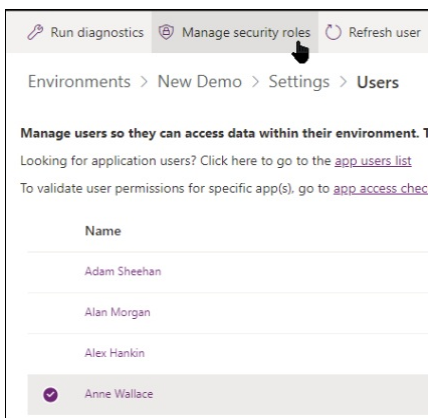 Run diagnostics Manage security roles Refresh user
Environments > New Demo > Settings > Users
Manage users so they can access data within their environment.
Looking for application users? Click here to go to the app users list
To validate user permissions for specific app(s), go to app access
Name
Adam Sheehan
Alan Morgan
Alex Hankin
Anne Wallace